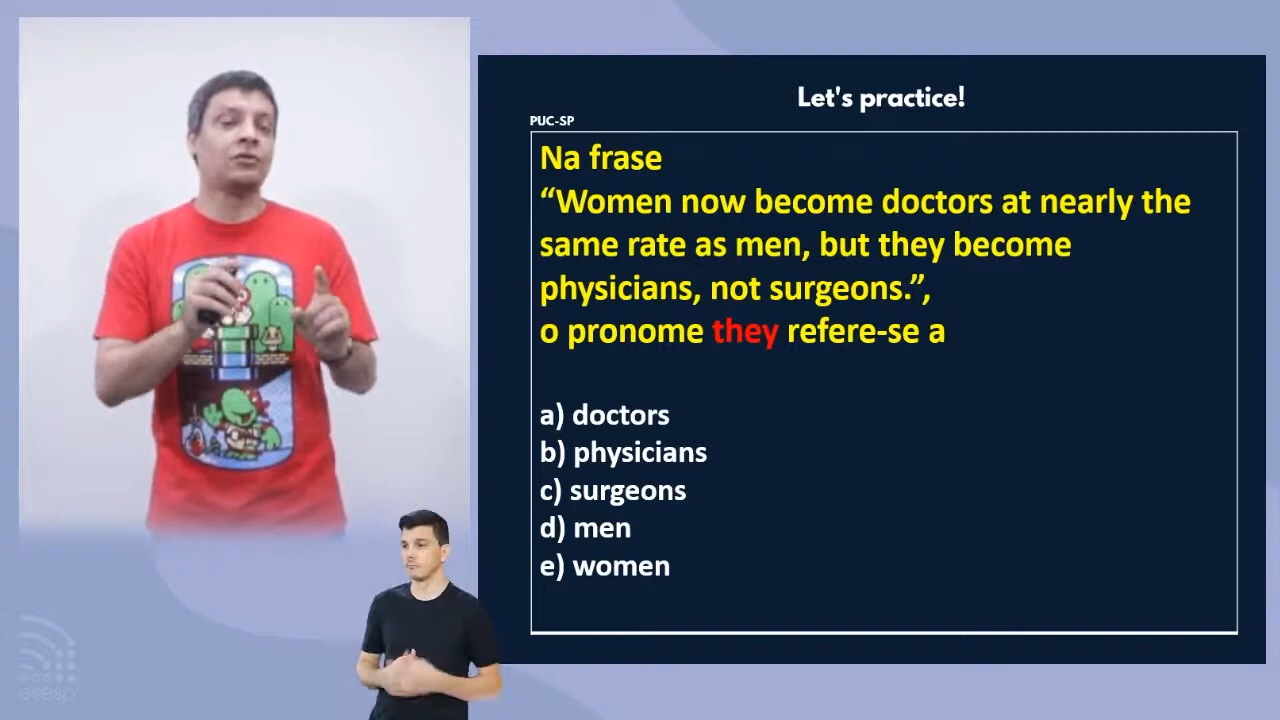 Let's practice!
PUC-SP
Na frase
“Women now become doctors at nearly the
same rate as men, but they become
physicians, not surgeons.”,
o pronome they refere-se a
a) doctors
b) physicians
c) surgeons
d) men
e) women
esesp